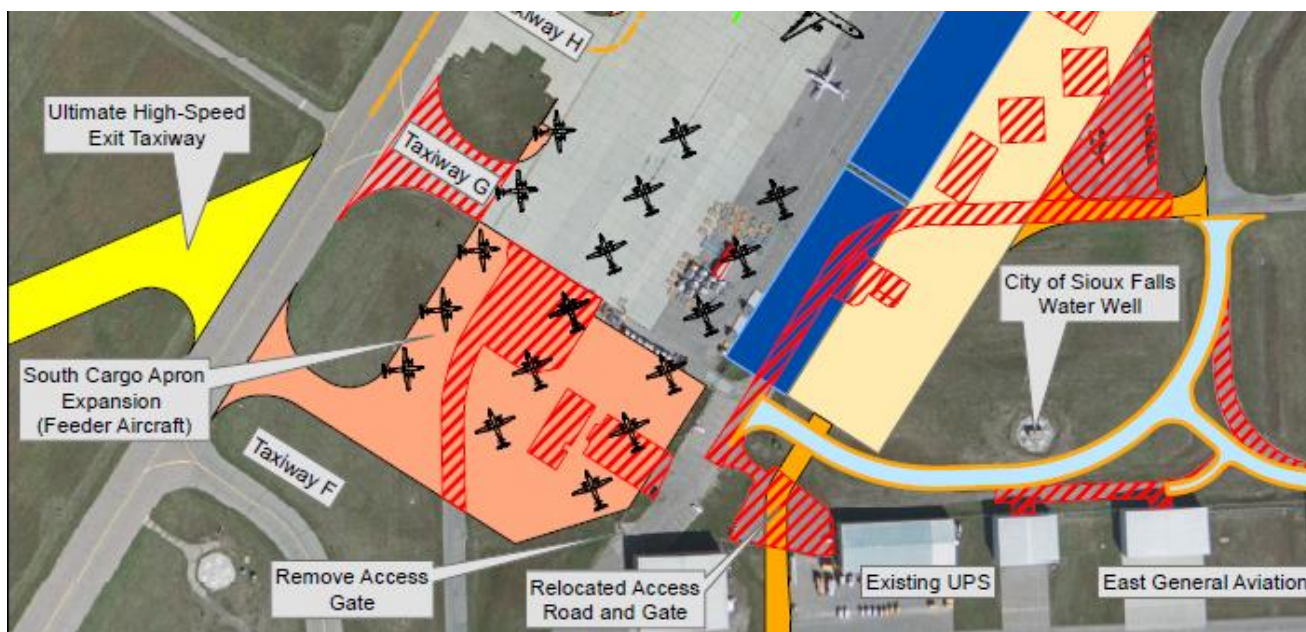 Taxiway H
Ultimate High-Speed
Exit Taxiway
Taxiway G
City of Sioux Falls
Water Well
South Cargo Apron
Expansion
(Feeder Aircraft)
Taxiway F
Remove Access
Gate
Relocated Access
Road and Gate
Existing UPS
East General Aviation